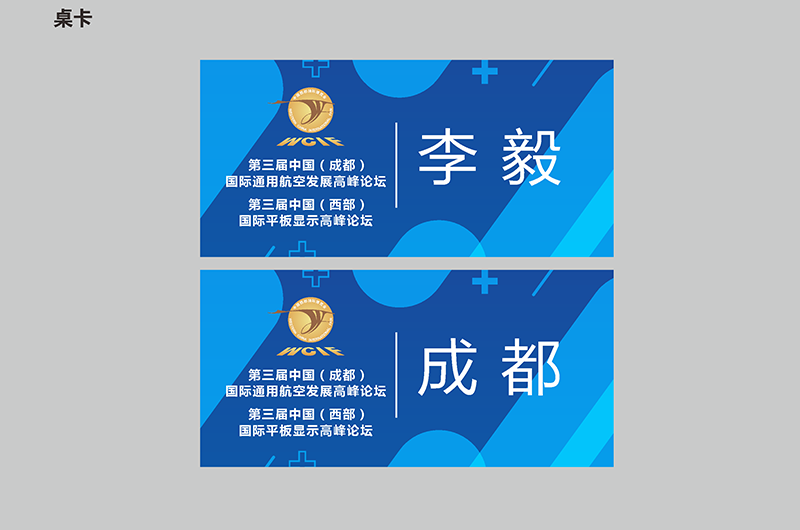 桌卡
WCIF
第三届中国（成都）
国际通用航空发展高峰论坛
第三届中国（西部）
国际平板显示高峰论坛
李毅
WCIF
第三届中国（成都）
国际通用航空发展高峰论坛
第三届中国（西部）
国际平板显示高峰论坛
成都